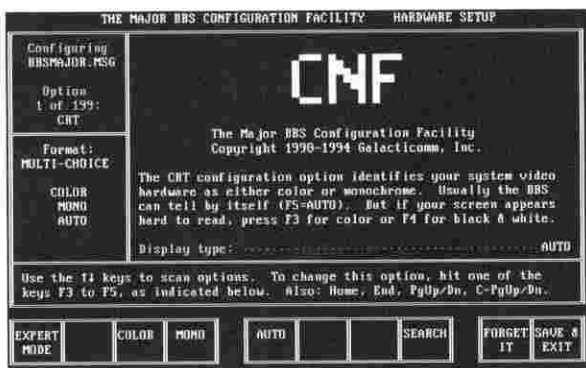 THE MAJOR BBS CONFIGURATION FACILITY HARDWARE SETUP
Configuring
BBSMAJOR.MSG
Option
1 of 199:
CRT
Format:
MULTI-CHOICE
COLOR
MONO
AUTO
CNF
The Major BBS Configuration Facility
Copyright 1990-1994 Galacticomm, Inc.
The CRT configuration option identifies your system video
hardware as either color or monochrome. Usually the BBS
can tell by itself (F5=AUTO). But if your screen appears
hard to read, press F3 for color or F4 for black & white.
Display type: AUTO
Use the ↑↓ keys to scan options. To change this option, hit one of the
keys F3 to F5, as indicated below. Also: Home, End, PgUp/Dn, C-PgUp/Dn.
EXPERT MODE COLOR MONO AUTO SEARCH FORGET IT SAVE & EXIT